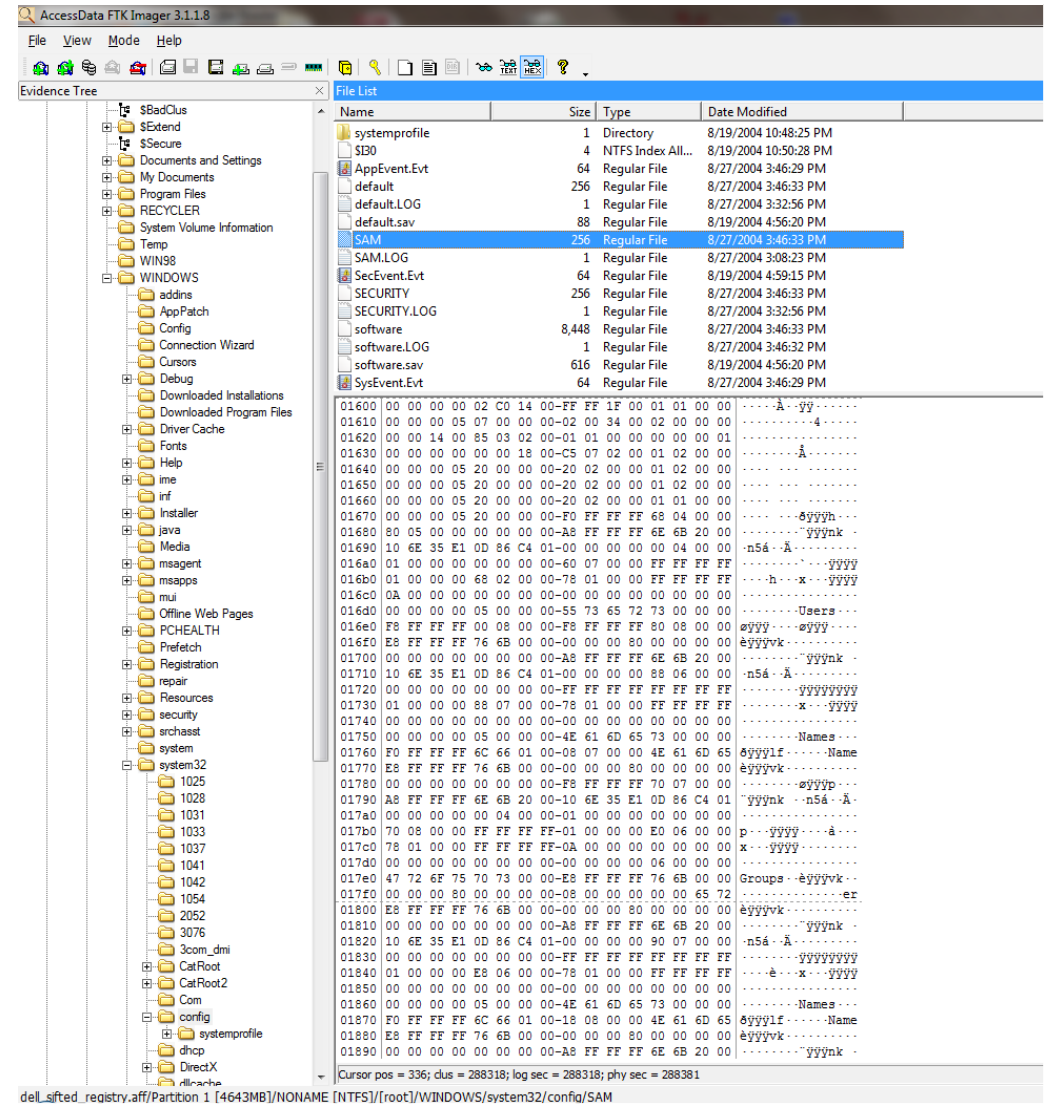 AccessData FTK Imager 3.1.1.8
File View Mode Help
Evidence Tree
$BadClus
$Extend
$Secure
Documents and Settings
My Documents
Program Files
RECYCLER
System Volume Information
Temp
WIN98
WINDOWS
addins
AppPatch
Config
Connection Wizard
Cursors
Debug
Downloaded Installations
Downloaded Program Files
Driver Cache
Fonts
Help
ime
inf
Installer
java
Media
msagent
msapps
mui
Offline Web Pages
PCHEALTH
Prefetch
Registration
repair
Resources
security
srchasst
system
system32
1025
1028
1031
1033
1037
1041
1042
1054
2052
3076
3com_dmi
CatRoot
CatRoot2
Com
config
systemprofile
dhcp
DirectX
dllcache
File List
Name Size Type Date Modified
systemprofile 1 Directory 8/19/2004 10:48:25 PM
$I30 4 NTFS Index All... 8/19/2004 10:50:28 PM
AppEvent.Evt 64 Regular File 8/27/2004 3:46:29 PM
default 256 Regular File 8/27/2004 3:46:33 PM
default.LOG 1 Regular File 8/27/2004 3:32:56 PM
default.sav 88 Regular File 8/19/2004 4:56:20 PM
SAM 256 Regular File 8/27/2004 3:46:33 PM
SAM.LOG 1 Regular File 8/27/2004 3:08:23 PM
SecEvent.Evt 64 Regular File 8/19/2004 4:59:15 PM
SECURITY 256 Regular File 8/27/2004 3:46:33 PM
SECURITY.LOG 1 Regular File 8/27/2004 3:32:56 PM
software 8,448 Regular File 8/27/2004 3:46:33 PM
software.LOG 1 Regular File 8/27/2004 3:46:32 PM
software.sav 616 Regular File 8/19/2004 4:56:20 PM
SysEvent.Evt 64 Regular File 8/27/2004 3:46:29 PM
01600 00 00 00 00 02 C0 14 00-FF FF 1F 00 01 01 00 00 ·····À··ÿÿ······
01610 00 00 00 05 07 00 00 00-02 00 34 00 02 00 00 00 ··········4·····
01620 00 00 14 00 85 03 02 00-01 01 00 00 00 00 00 01 ················
01630 00 00 00 00 00 00 18 00-C5 07 02 00 01 02 00 00 ········Å·······
01640 00 00 00 05 20 00 00 00-20 02 00 00 01 02 00 00 ···· ··· ·······
01650 00 00 00 05 20 00 00 00-20 02 00 00 01 02 00 00 ···· ··· ·······
01660 00 00 00 05 20 00 00 00-20 02 00 00 01 01 00 00 ···· ··· ·······
01670 00 00 00 05 20 00 00 00-F0 FF FF FF 68 04 00 00 ···· ···ðÿÿÿh···
01680 80 05 00 00 00 00 00 00-A8 FF FF FF 6E 6B 20 00 ········¨ÿÿÿnk ·
01690 10 6E 35 E1 0D 86 C4 01-00 00 00 00 00 04 00 00 ·n5á··Ä·········
016a0 01 00 00 00 00 00 00 00-60 07 00 00 FF FF FF FF ········`···ÿÿÿÿ
016b0 01 00 00 00 68 02 00 00-78 01 00 00 FF FF FF FF ····h···x···ÿÿÿÿ
016c0 0A 00 00 00 00 00 00 00-00 00 00 00 00 00 00 00 ················
016d0 00 00 00 00 05 00 00 00-55 73 65 72 73 00 00 00 ········Users···
016e0 F8 FF FF FF 00 08 00 00-F8 FF FF FF 80 08 00 00 øÿÿÿ····øÿÿÿ····
016f0 E8 FF FF FF 76 6B 00 00-00 00 00 80 00 00 00 00 èÿÿÿvk··········
01700 00 00 00 00 00 00 00 00-A8 FF FF FF 6E 6B 20 00 ········¨ÿÿÿnk ·
01710 10 6E 35 E1 0D 86 C4 01-00 00 00 00 88 06 00 00 ·n5á··Ä·········
01720 00 00 00 00 00 00 00 00-FF FF FF FF FF FF FF FF ········ÿÿÿÿÿÿÿÿ
01730 01 00 00 00 88 07 00 00-78 01 00 00 FF FF FF FF ········x···ÿÿÿÿ
01740 00 00 00 00 00 00 00 00-00 00 00 00 00 00 00 00 ················
01750 00 00 00 00 05 00 00 00-4E 61 6D 65 73 00 00 00 ········Names···
01760 F0 FF FF FF 6C 66 01 00-08 07 00 00 4E 61 6D 65 ðÿÿÿlf······Name
01770 E8 FF FF FF 76 6B 00 00-00 00 00 80 00 00 00 00 èÿÿÿvk··········
01780 00 00 00 00 00 00 00 00-F8 FF FF FF 70 07 00 00 ········øÿÿÿp···
01790 A8 FF FF FF 6E 6B 20 00-10 6E 35 E1 0D 86 C4 01 ¨ÿÿÿnk ··n5á··Ä·
017a0 00 00 00 00 00 04 00 00-01 00 00 00 00 00 00 00 ················
017b0 70 08 00 00 FF FF FF FF-01 00 00 00 E0 06 00 00 p···ÿÿÿÿ····à···
017c0 78 01 00 00 FF FF FF FF-0A 00 00 00 00 00 00 00 x···ÿÿÿÿ········
017d0 00 00 00 00 00 00 00 00-00 00 00 00 06 00 00 00 ················
017e0 47 72 6F 75 70 73 00 00-E8 FF FF FF 76 6B 00 00 Groups··èÿÿÿvk··
017f0 00 00 00 80 00 00 00 00-08 00 00 00 00 00 65 72 ··············er
01800 E8 FF FF FF 76 6B 00 00-00 00 00 80 00 00 00 00 èÿÿÿvk··········
01810 00 00 00 00 00 00 00 00-A8 FF FF FF 6E 6B 20 00 ········¨ÿÿÿnk ·
01820 10 6E 35 E1 0D 86 C4 01-00 00 00 00 90 07 00 00 ·n5á··Ä·········
01830 00 00 00 00 00 00 00 00-FF FF FF FF FF FF FF FF ········ÿÿÿÿÿÿÿÿ
01840 01 00 00 00 E8 06 00 00-78 01 00 00 FF FF FF FF ····è···x···ÿÿÿÿ
01850 00 00 00 00 00 00 00 00-00 00 00 00 00 00 00 00 ················
01860 00 00 00 00 05 00 00 00-4E 61 6D 65 73 00 00 00 ········Names···
01870 F0 FF FF FF 6C 66 01 00-18 08 00 00 4E 61 6D 65 ðÿÿÿlf······Name
01880 E8 FF FF FF 76 6B 00 00-00 00 00 80 00 00 00 00 èÿÿÿvk··········
01890 00 00 00 00 00 00 00 00-A8 FF FF FF 6E 6B 20 00 ········¨ÿÿÿnk ·
Cursor pos = 336; clus = 288318; log sec = 288318; phy sec = 288381
dell_sifted_registry.aff/Partition 1 [4643MB]/NONAME [NTFS]/[root]/WINDOWS/system32/config/SAM